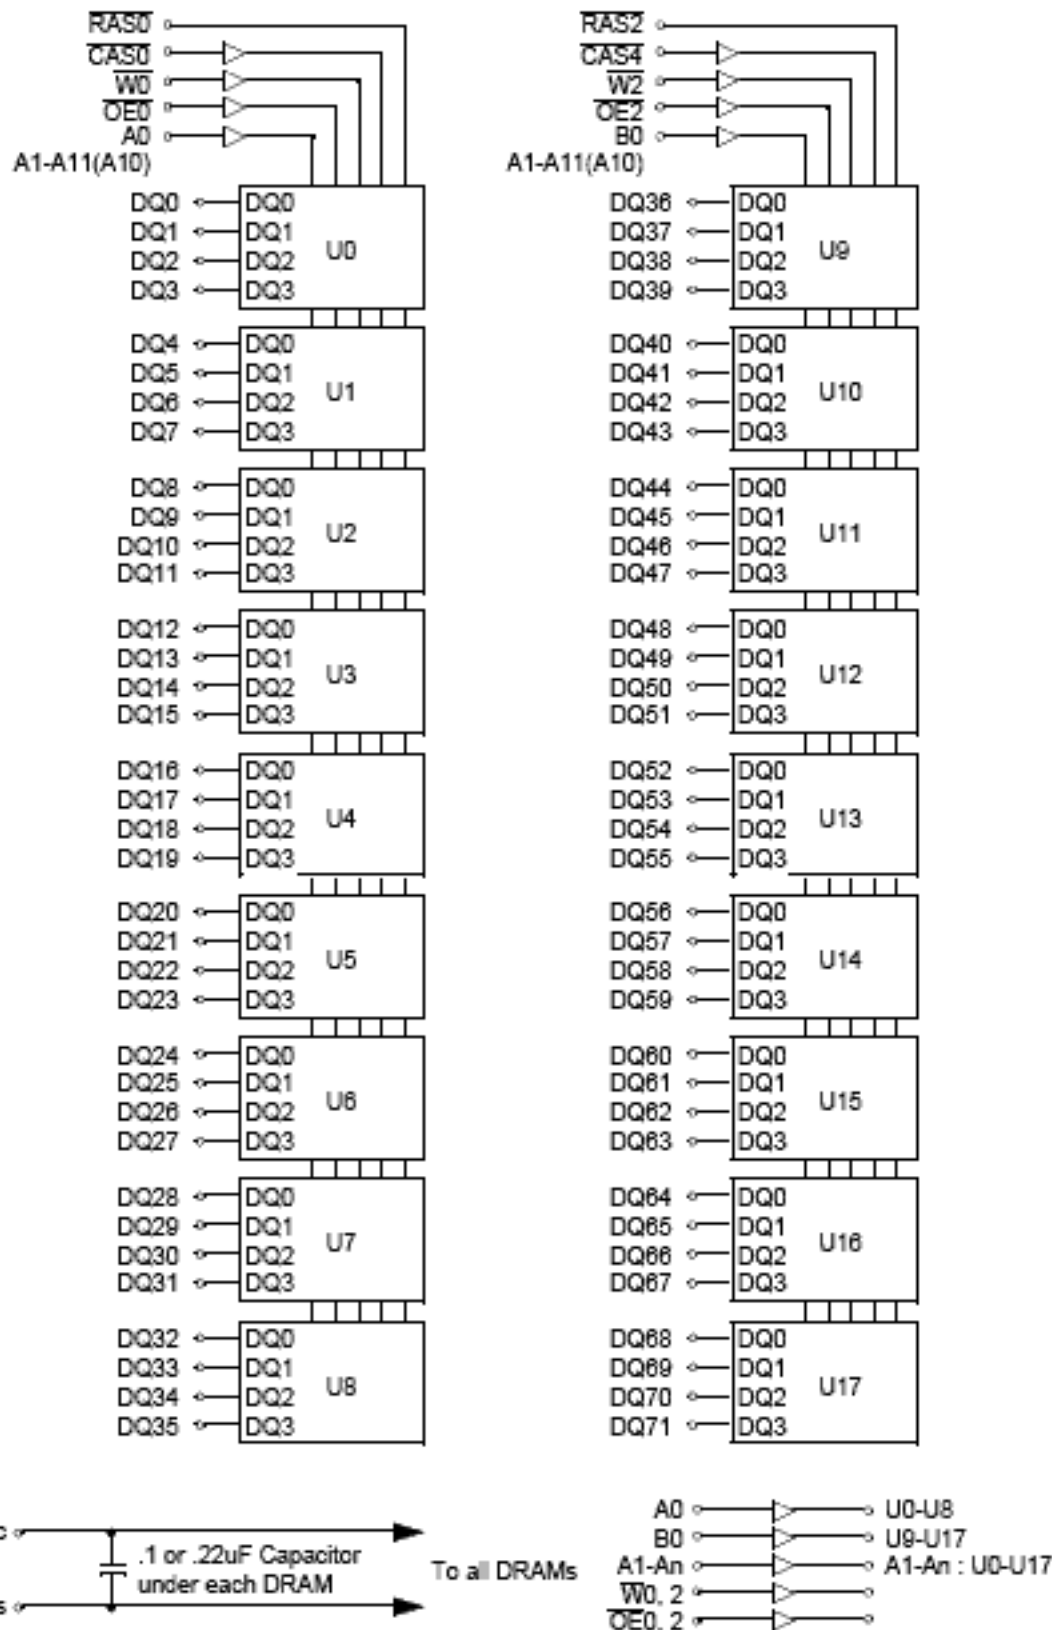 RAS0
CAS0
W0
OE0
A0
A1-A11(A10)
DQ0 DQ0
DQ1 DQ1
DQ2 DQ2
DQ3 DQ3
U0
DQ4 DQ0
DQ5 DQ1
DQ6 DQ2
DQ7 DQ3
U1
DQ8 DQ0
DQ9 DQ1
DQ10 DQ2
DQ11 DQ3
U2
DQ12 DQ0
DQ13 DQ1
DQ14 DQ2
DQ15 DQ3
U3
DQ16 DQ0
DQ17 DQ1
DQ18 DQ2
DQ19 DQ3
U4
DQ20 DQ0
DQ21 DQ1
DQ22 DQ2
DQ23 DQ3
U5
DQ24 DQ0
DQ25 DQ1
DQ26 DQ2
DQ27 DQ3
U6
DQ28 DQ0
DQ29 DQ1
DQ30 DQ2
DQ31 DQ3
U7
DQ32 DQ0
DQ33 DQ1
DQ34 DQ2
DQ35 DQ3
U8
RAS2
CAS4
W2
OE2
B0
A1-A11(A10)
DQ36 DQ0
DQ37 DQ1
DQ38 DQ2
DQ39 DQ3
U9
DQ40 DQ0
DQ41 DQ1
DQ42 DQ2
DQ43 DQ3
U10
DQ44 DQ0
DQ45 DQ1
DQ46 DQ2
DQ47 DQ3
U11
DQ48 DQ0
DQ49 DQ1
DQ50 DQ2
DQ51 DQ3
U12
DQ52 DQ0
DQ53 DQ1
DQ54 DQ2
DQ55 DQ3
U13
DQ56 DQ0
DQ57 DQ1
DQ58 DQ2
DQ59 DQ3
U14
DQ60 DQ0
DQ61 DQ1
DQ62 DQ2
DQ63 DQ3
U15
DQ64 DQ0
DQ65 DQ1
DQ66 DQ2
DQ67 DQ3
U16
DQ68 DQ0
DQ69 DQ1
DQ70 DQ2
DQ71 DQ3
U17
.1 or .22uF Capacitor
under each DRAM
To all DRAMs
A0 U0-U8
B0 U9-U17
A1-An A1-An : U0-U17
W0, 2
OE0, 2